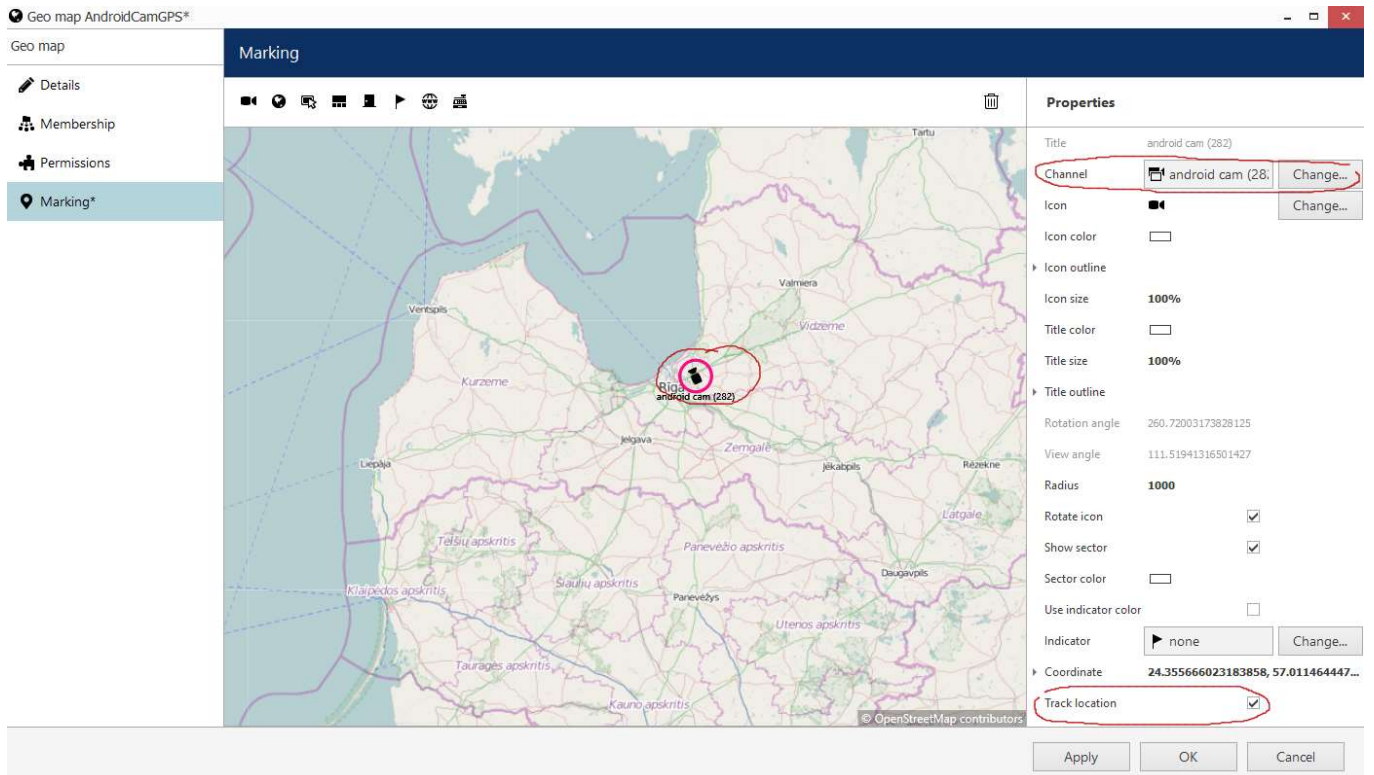 Geo map AndroidCamGPS*
Geo map
Marking
Details
Membership
Permissions
Marking*
Tartu
Valmiera
Ventspils
Vidzeme
Kurzeme
Rīga
android cam (282)
Jelgava
Zemgale
Liepāja
Jēkabpils
Rēzekne
Latgale
Telšių apskritis
Panevėžio apskritis
Daugavpils
Klaipėdos apskritis
Šiaulių apskritis
Panevėžys
Utenos apskritis
Tauragės apskritis
Kauno apskritis
© OpenStreetMap contributors
Properties
Title android cam (282)
Channel android cam (28 Change...
Icon Change...
Icon color
Icon outline
Icon size 100%
Title color
Title size 100%
Title outline
Rotation angle 260.72003173828125
View angle 111.51941316501427
Radius 1000
Rotate icon
Show sector
Sector color
Use indicator color
Indicator none Change...
Coordinate 24.355666023183858, 57.011464447...
Track location
Apply OK Cancel